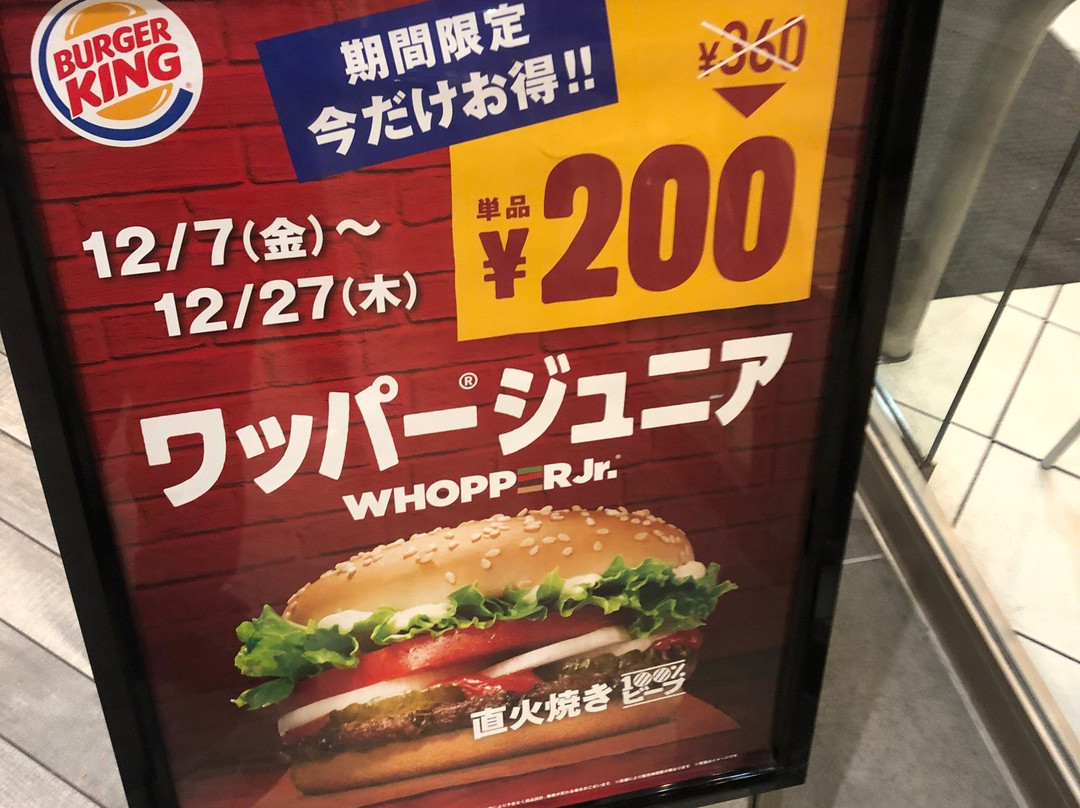 BURGER
KING
期間限定
今だけお得!!
¥360
単品
¥200
12/7(金)〜
12/27(木)
ワッパー®ジュニア
WHOPPER Jr.®
直火焼き
100%
ビーフ